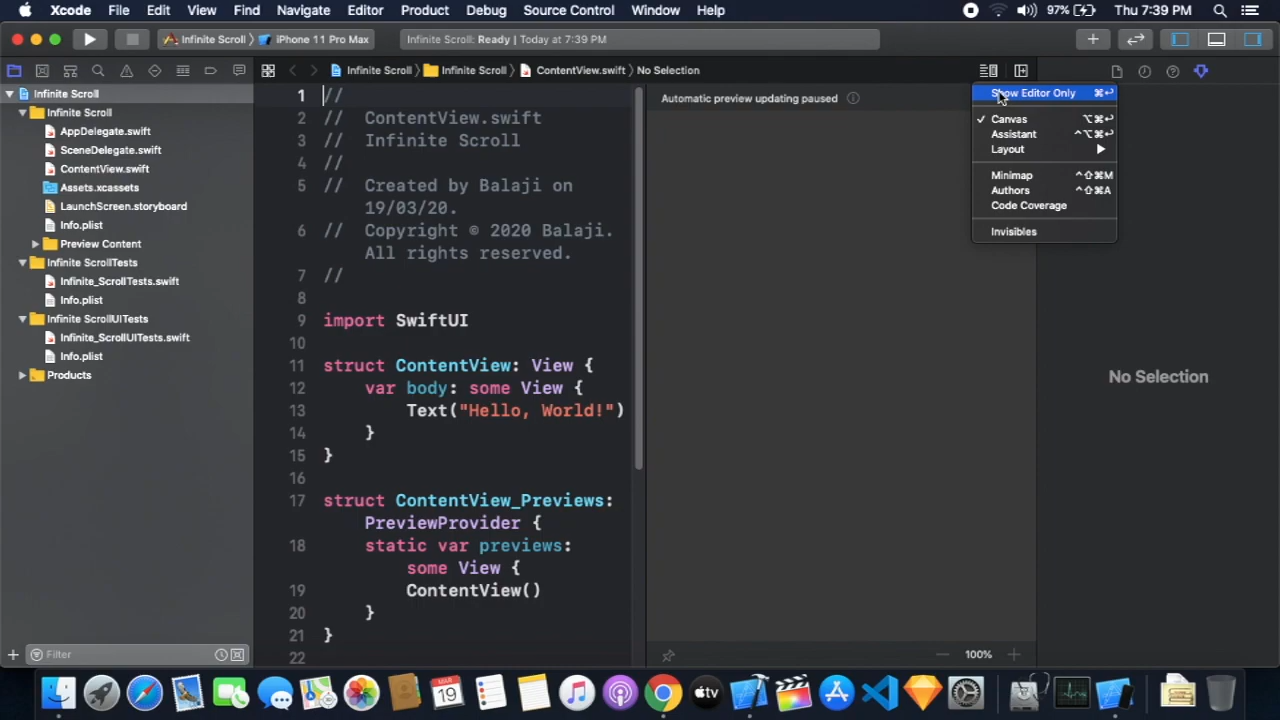 Xcode File Edit View Find Navigate Editor Product Debug Source Control Window Help 97% Thu 7:39 PM
Infinite Scroll iPhone 11 Pro Max Infinite Scroll: Ready | Today at 7:39 PM
Infinite Scroll Infinite Scroll ContentView.swift No Selection
Infinite Scroll
Infinite Scroll
AppDelegate.swift
SceneDelegate.swift
ContentView.swift
Assets.xcassets
LaunchScreen.storyboard
Info.plist
Preview Content
Infinite ScrollTests
Infinite_ScrollTests.swift
Info.plist
Infinite ScrollUITests
Infinite_ScrollUITests.swift
Info.plist
Products
Filter
1 //
2 // ContentView.swift
3 // Infinite Scroll
4 //
5 // Created by Balaji on
19/03/20.
6 // Copyright © 2020 Balaji.
All rights reserved.
7 //
8
9 import SwiftUI
10
11 struct ContentView: View {
12 var body: some View {
13 Text("Hello, World!")
14 }
15 }
16
17 struct ContentView_Previews:
PreviewProvider {
18 static var previews:
some View {
19 ContentView()
20 }
21 }
22
Automatic preview updating paused
100%
Show Editor Only ⌘↩
✓ Canvas ⌥⌘↩
Assistant ^⌥⌘↩
Layout
Minimap ^⇧⌘M
Authors ^⇧⌘A
Code Coverage
Invisibles
No Selection
MAR
19
tv